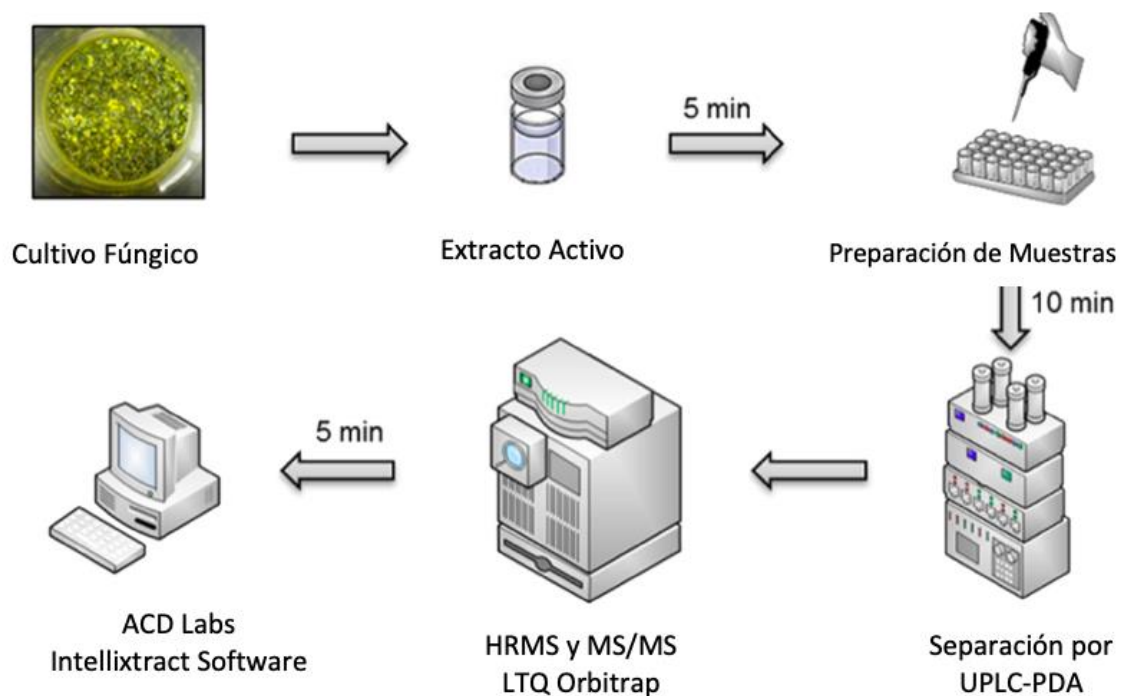 5 min
Cultivo Fúngico
Extracto Activo
Preparación de Muestras
10 min
5 min
ACD Labs
Intellixtract Software
HRMS y MS/MS
LTQ Orbitrap
Separación por
UPLC-PDA